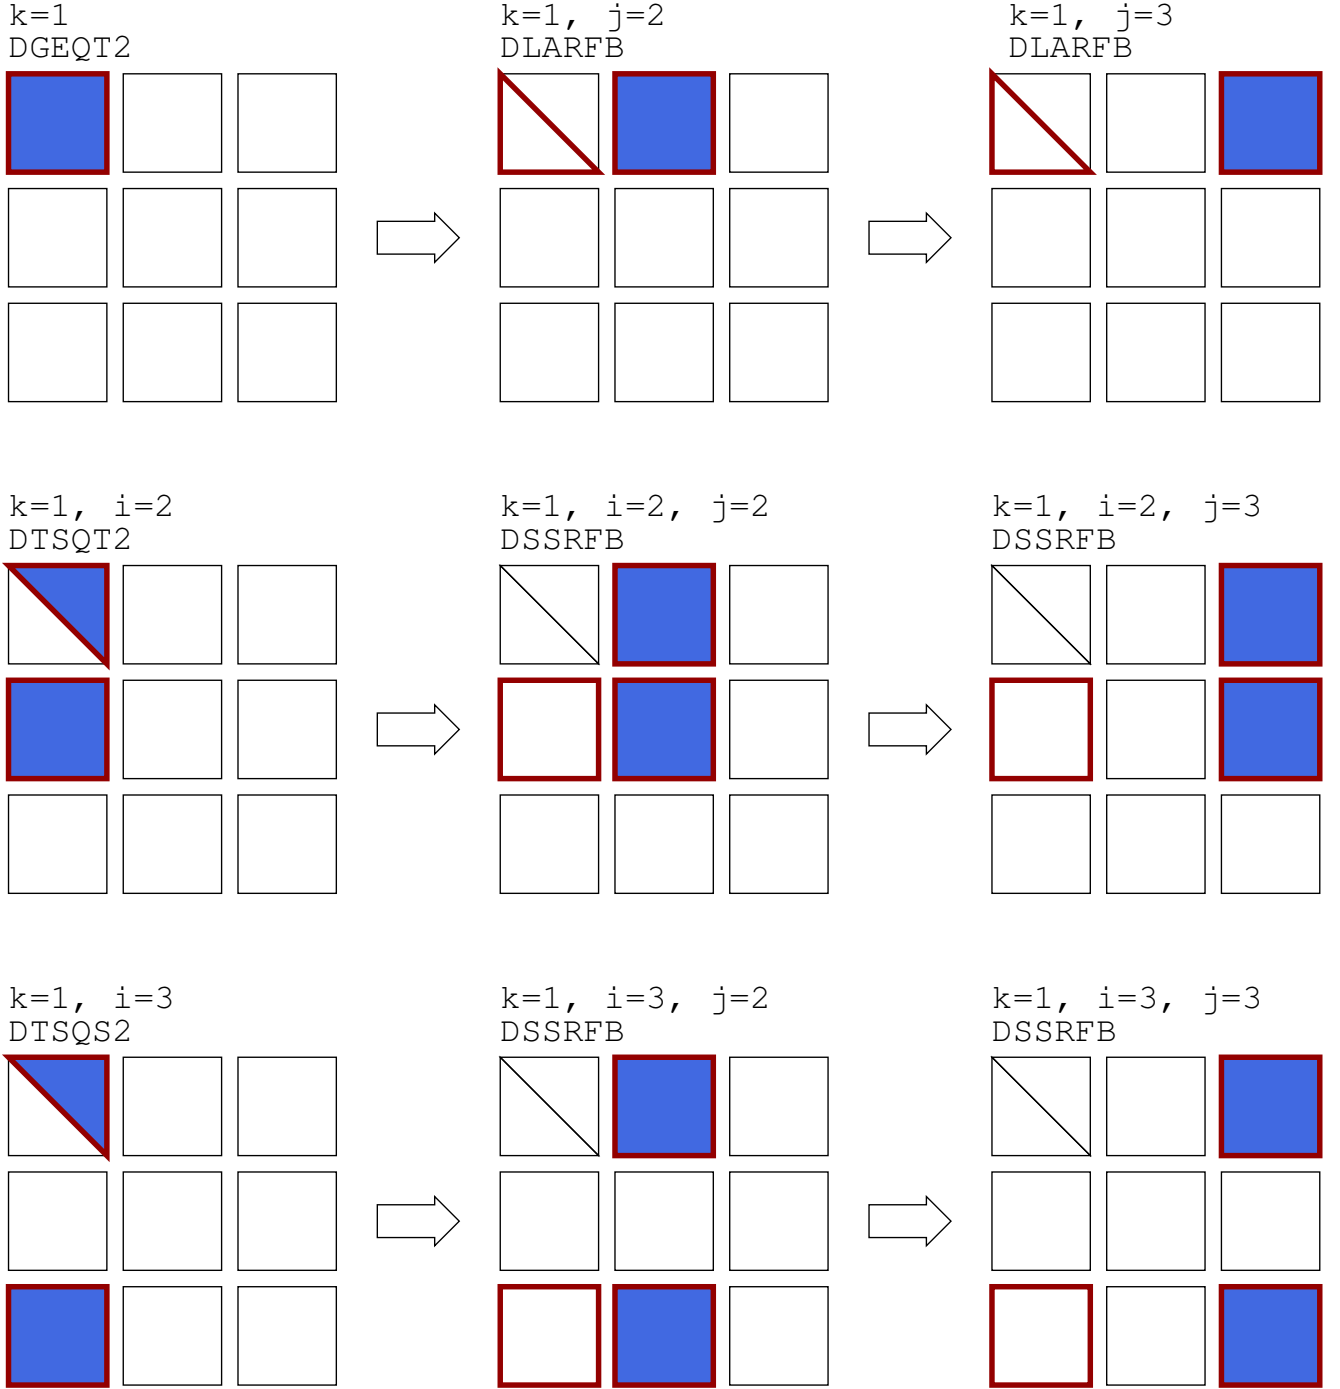 k=1
DGEQT2
k=1, j=2
DLARFB
k=1, j=3
DLARFB
k=1, i=2
DTSQT2
k=1, i=2, j=2
DSSRFB
k=1, i=2, j=3
DSSRFB
k=1, i=3
DTSQS2
k=1, i=3, j=2
DSSRFB
k=1, i=3, j=3
DSSRFB